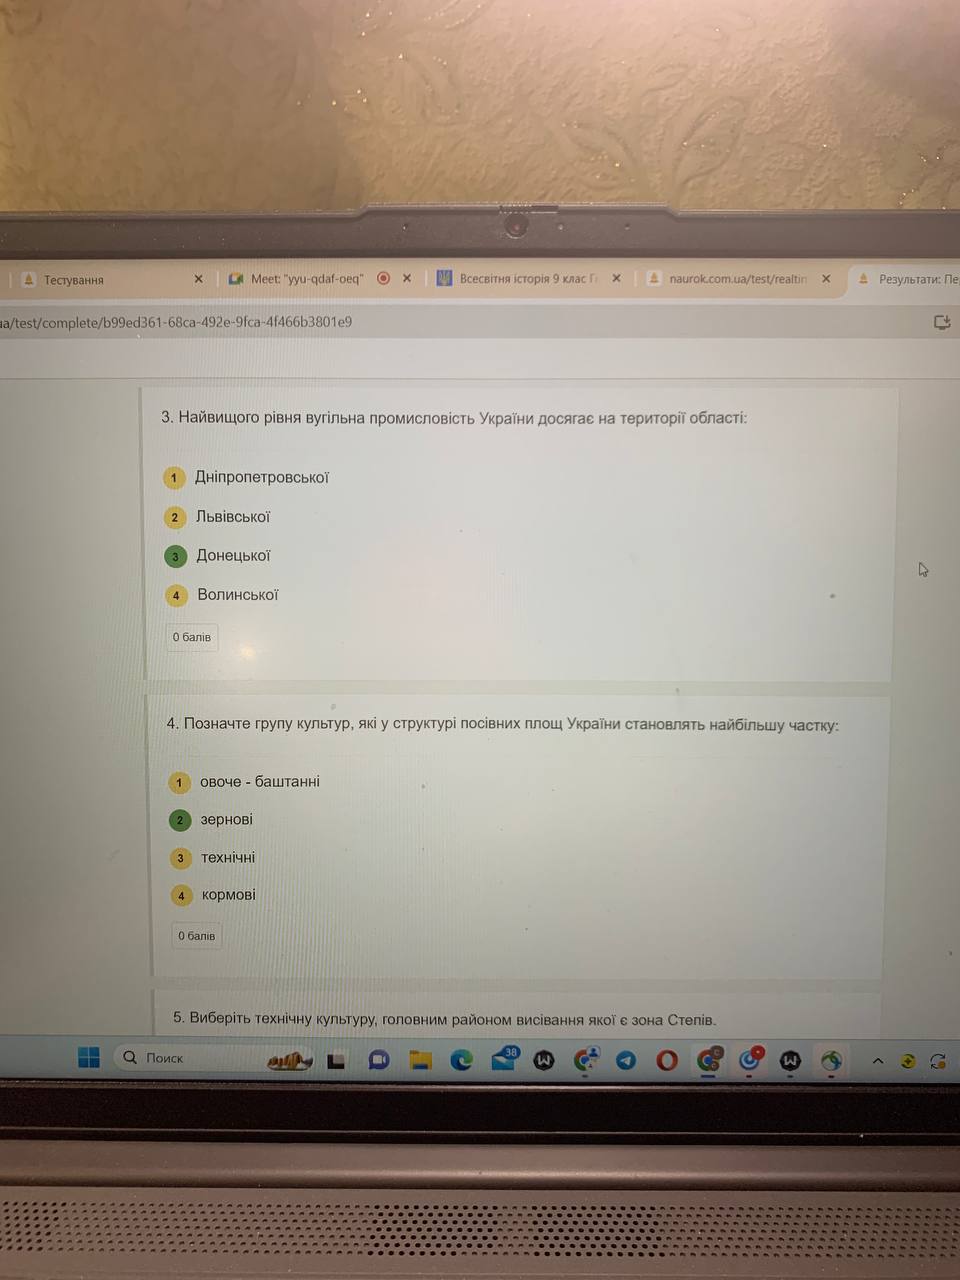 Тестування
Meet: "yyu-qdaf-oeq"
Всесвітня історія 9 клас
naurok.com.ua/test/realtin
Результати: Пе
ua/test/complete/b99ed361-68ca-492e-9fca-4f466b3801e9
3. Найвищого рівня вугільна промисловість України досягає на території області:
1 Дніпропетровської
2 Львівської
3 Донецької
4 Волинської
0 балів
4. Позначте групу культур, які у структурі посівних площ України становлять найбільшу частку:
1 овоче - баштанні
2 зернові
3 технічні
4 кормові
0 балів
5. Виберіть технічну культуру, головним районом висівання якої є зона Степів.
Поиск
38